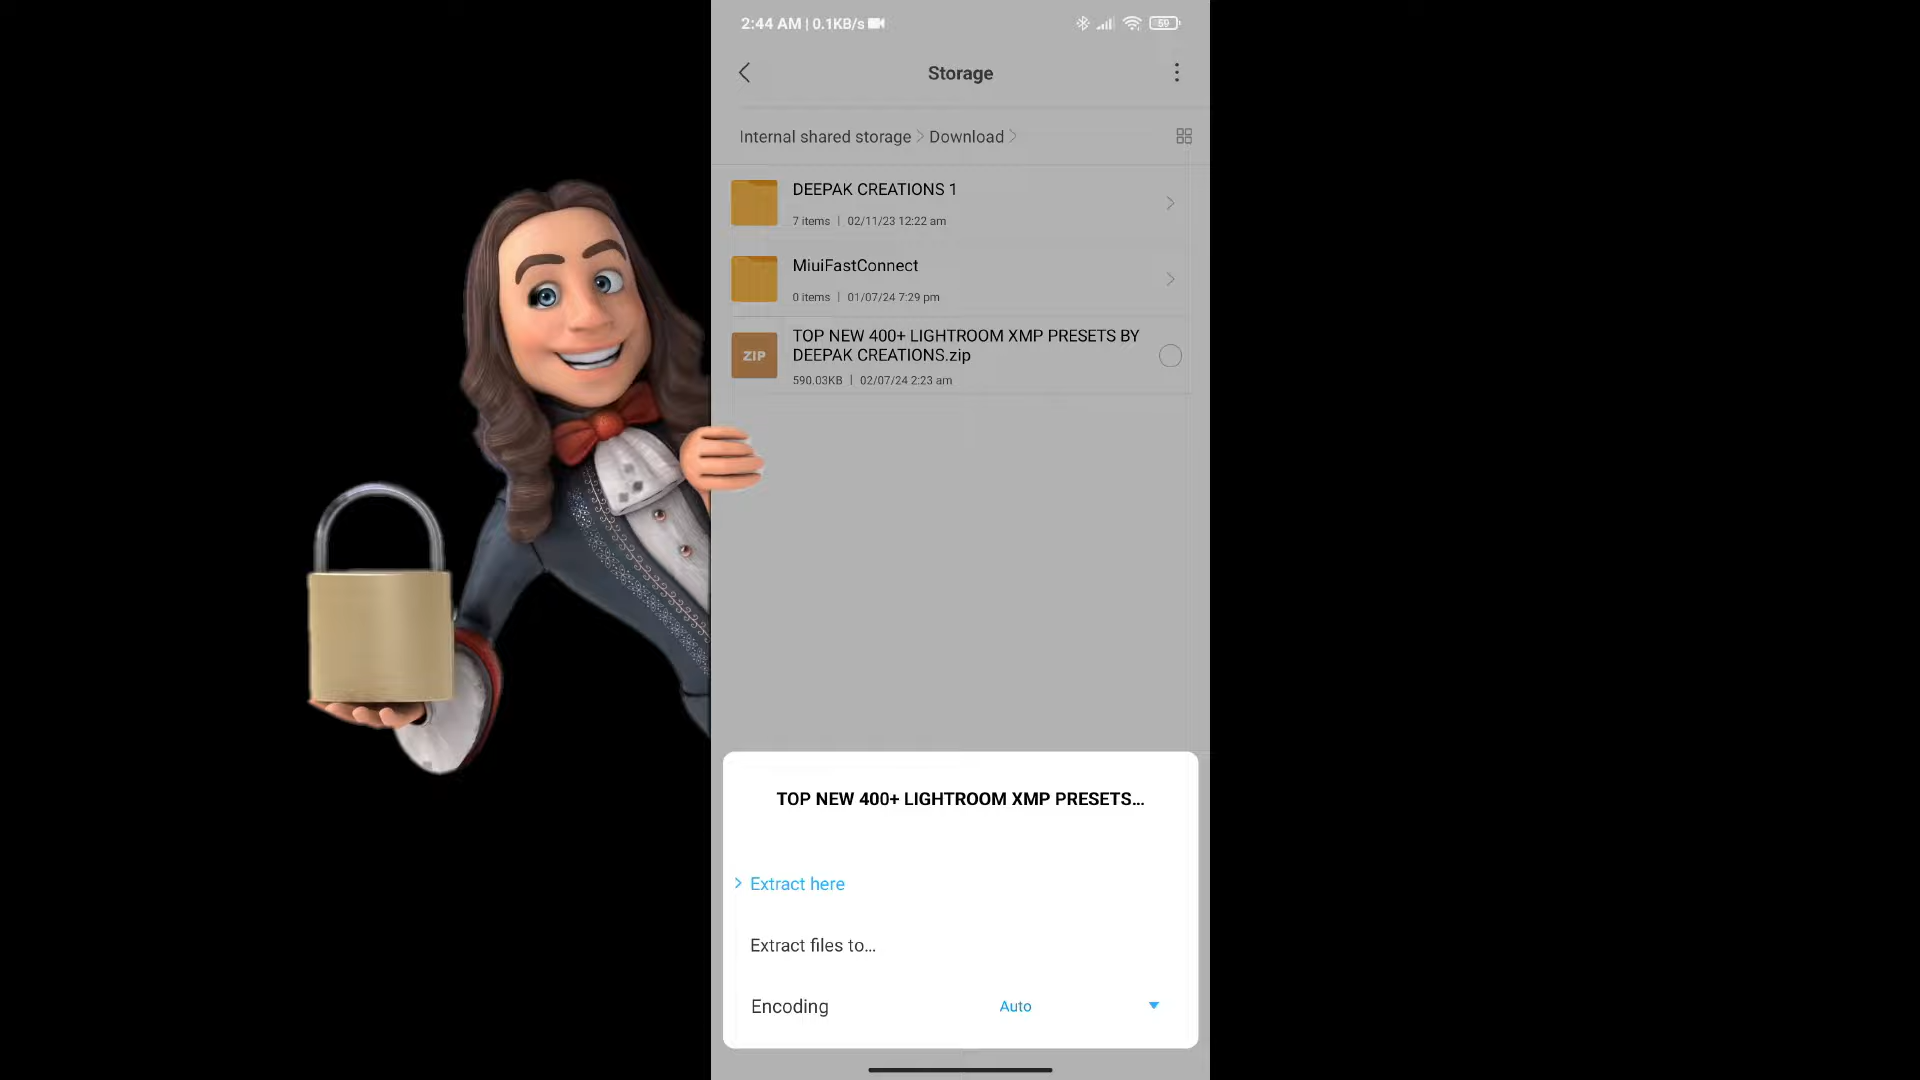 2:44 AM | 0.1KB/s
59
Storage
Internal shared storage > Download >
DEEPAK CREATIONS 1
7 items | 02/11/23 12:22 am
MiuiFastConnect
0 items | 01/07/24 7:29 pm
ZIP
TOP NEW 400+ LIGHTROOM XMP PRESETS BY
DEEPAK CREATIONS.zip
590.03KB | 02/07/24 2:23 am
TOP NEW 400+ LIGHTROOM XMP PRESETS...
> Extract here
Extract files to...
Encoding Auto